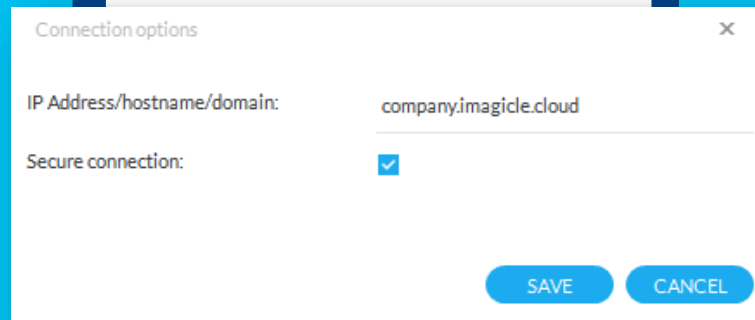 Connection options
IP Address/hostname/domain: company.imagicle.cloud
Secure connection:
SAVE CANCEL